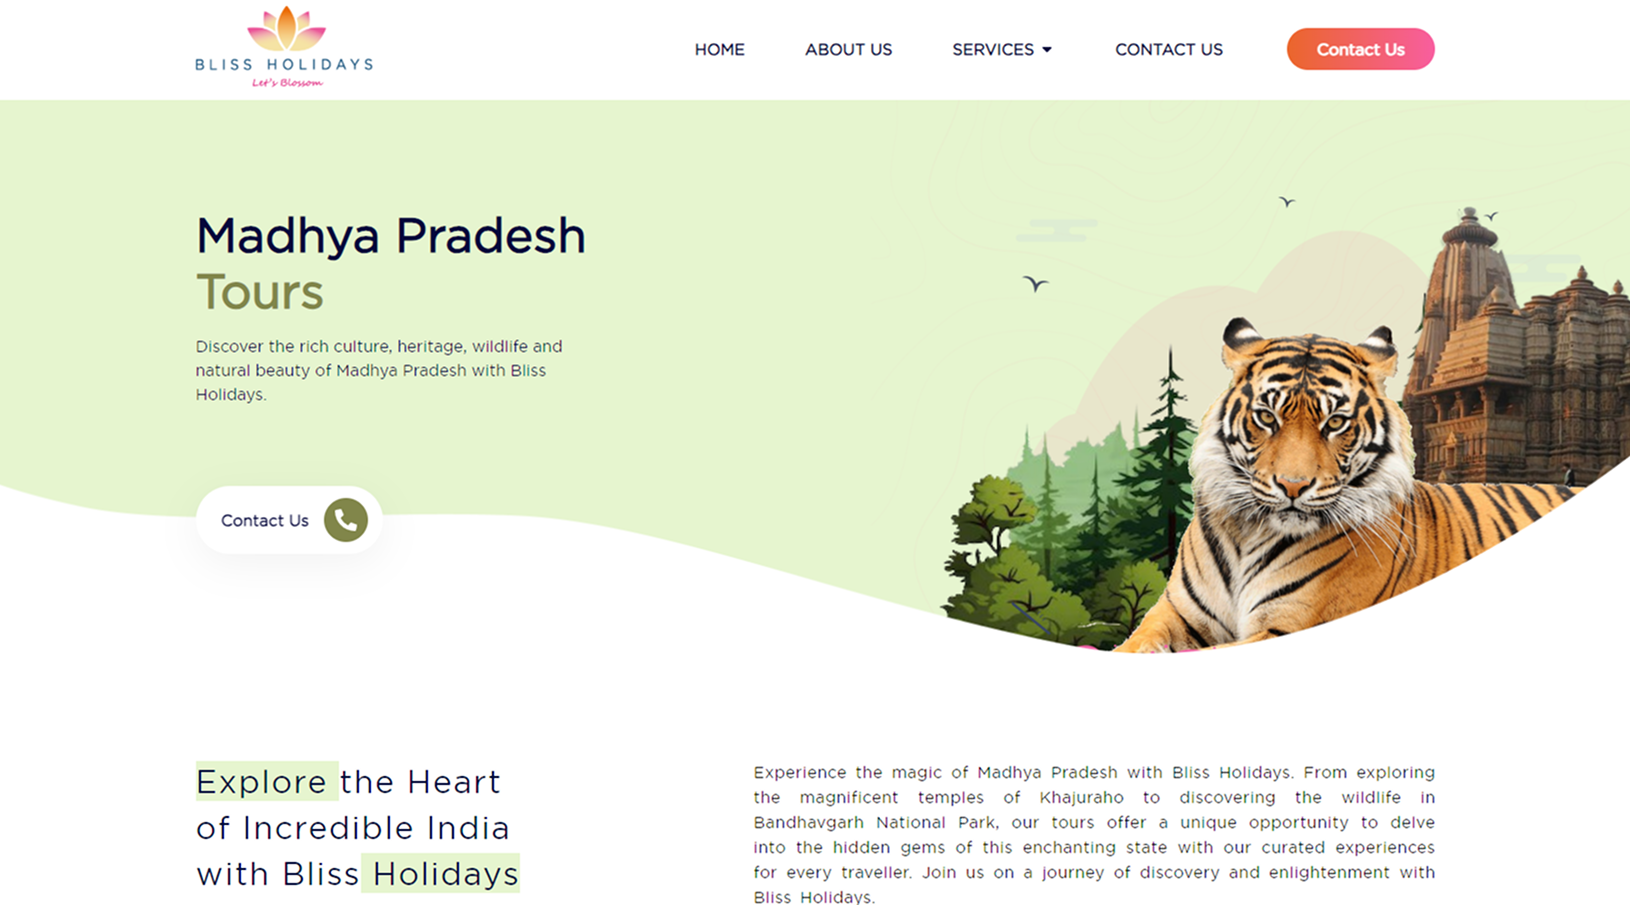 BLISS HOLIDAYS
Let's Blossom
HOME
ABOUT US
SERVICES
CONTACT US
Contact Us
Madhya Pradesh
Tours
Discover the rich culture, heritage, wildlife and
natural beauty of Madhya Pradesh with Bliss
Holidays.
Contact Us
Explore the Heart
of Incredible India
with Bliss Holidays
Experience the magic of Madhya Pradesh with Bliss Holidays. From exploring
the magnificent temples of Khajuraho to discovering the wildlife in
Bandhavgarh National Park, our tours offer a unique opportunity to delve
into the hidden gems of this enchanting state with our curated experiences
for every traveller. Join us on a journey of discovery and enlightenment with
Bliss Holidays.